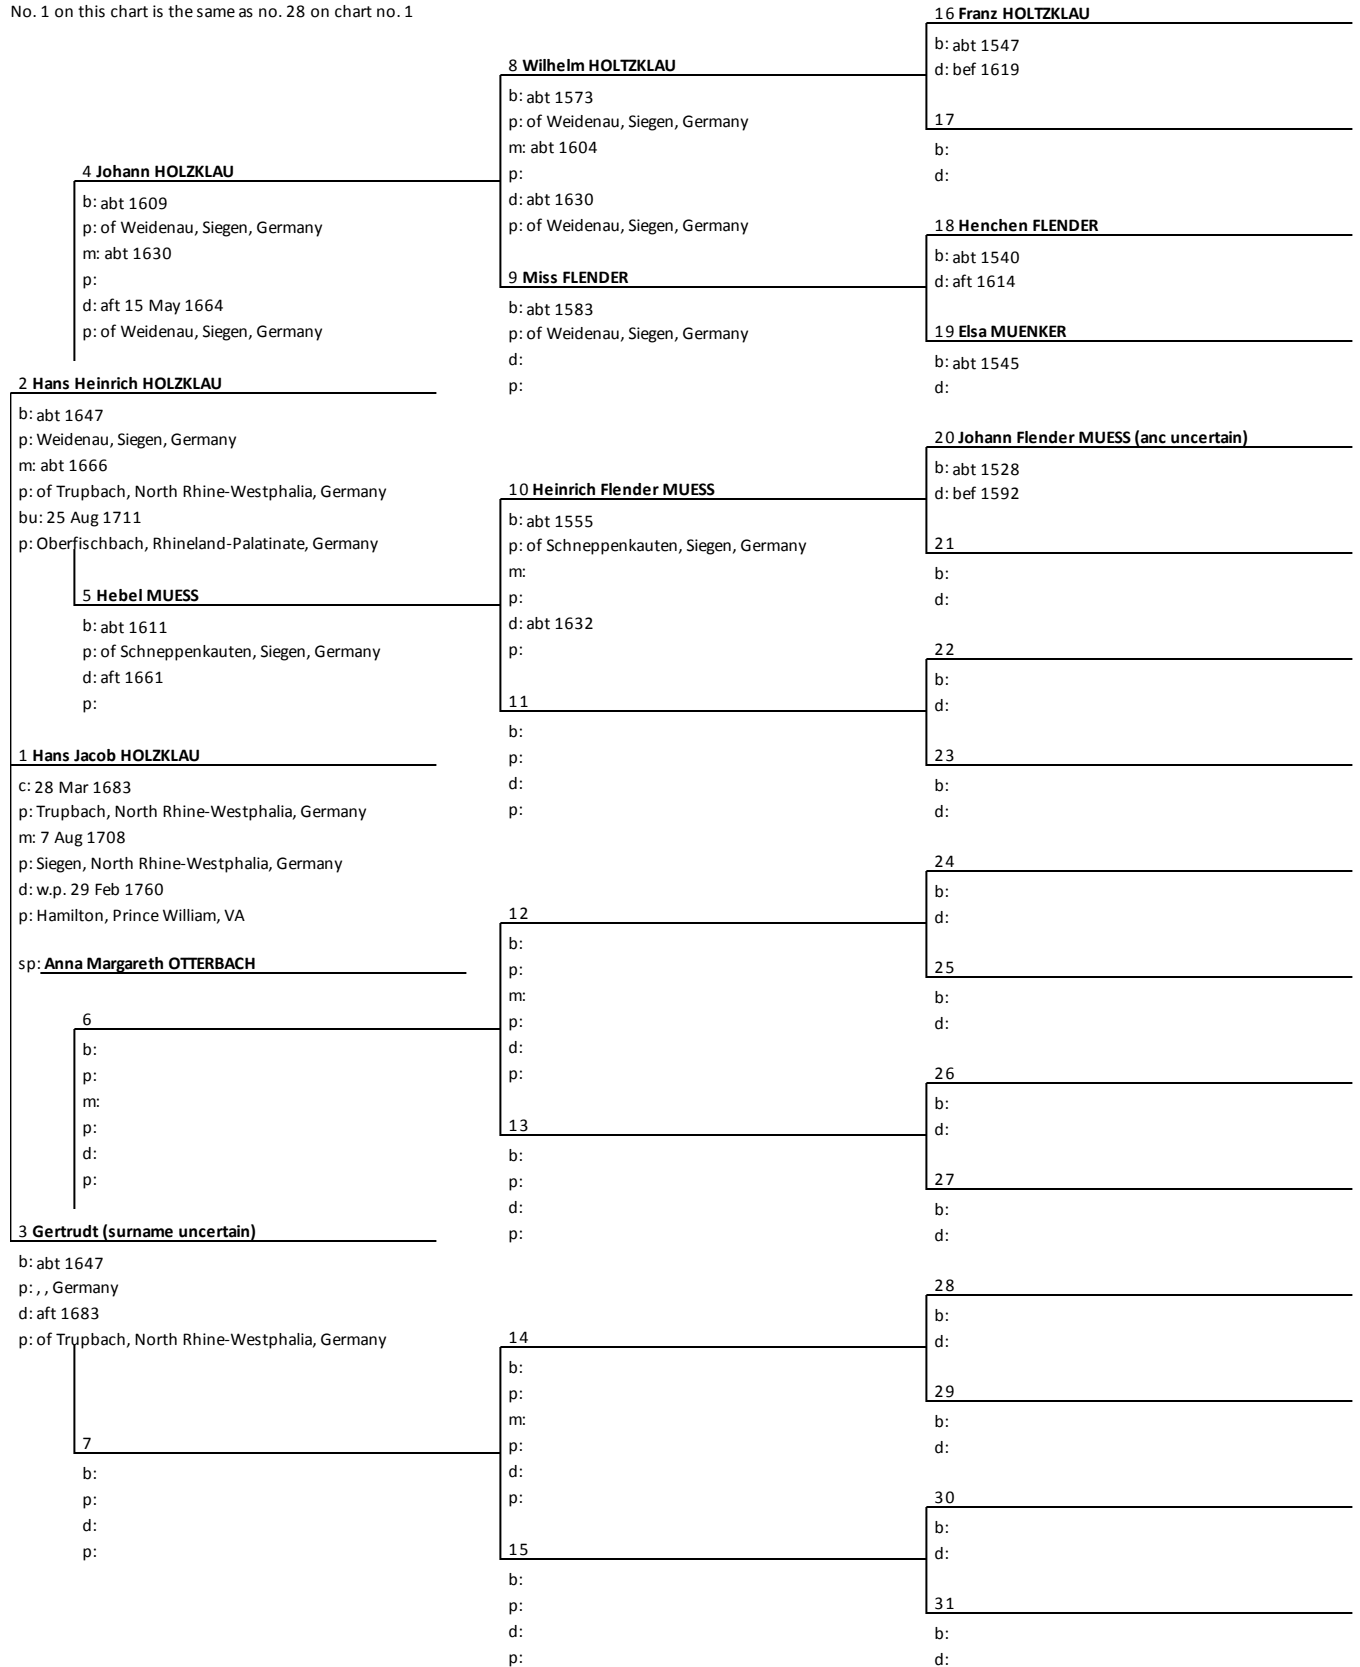 No. 1 on this chart is the same as no. 28 on chart no. 1
16 Franz HOLTZKLAU
b: abt 1547
d: bef 1619
8 Wilhelm HOLTZKLAU
b: abt 1573
p: of Weidenau, Siegen, Germany
m: abt 1604
p:
d: abt 1630
p: of Weidenau, Siegen, Germany
17
b:
d:
4 Johann HOLZKLAU
b: abt 1609
p: of Weidenau, Siegen, Germany
m: abt 1630
p:
d: aft 15 May 1664
p: of Weidenau, Siegen, Germany
18 Henchen FLENDER
b: abt 1540
d: aft 1614
9 Miss FLENDER
b: abt 1583
p: of Weidenau, Siegen, Germany
d:
p:
19 Elsa MUENKER
b: abt 1545
d:
2 Hans Heinrich HOLZKLAU
b: abt 1647
p: Weidenau, Siegen, Germany
m: abt 1666
p: of Trupbach, North Rhine-Westphalia, Germany
bu: 25 Aug 1711
p: Oberfischbach, Rhineland-Palatinate, Germany
20 Johann Flender MUESS (anc uncertain)
b: abt 1528
d: bef 1592
10 Heinrich Flender MUESS
b: abt 1555
p: of Schneppenkauten, Siegen, Germany
m:
p:
d: abt 1632
p:
21
b:
d:
5 Hebel MUESS
b: abt 1611
p: of Schneppenkauten, Siegen, Germany
d: aft 1661
p:
22
b:
d:
11
b:
p:
d:
p:
23
b:
d:
1 Hans Jacob HOLZKLAU
c: 28 Mar 1683
p: Trupbach, North Rhine-Westphalia, Germany
m: 7 Aug 1708
p: Siegen, North Rhine-Westphalia, Germany
d: w.p. 29 Feb 1760
p: Hamilton, Prince William, VA
sp: Anna Margareth OTTERBACH
24
b:
d:
12
b:
p:
m:
p:
d:
p:
25
b:
d:
6
b:
p:
m:
p:
d:
p:
26
b:
d:
13
b:
p:
d:
p:
27
b:
d:
3 Gertrudt (surname uncertain)
b: abt 1647
p: , , Germany
d: aft 1683
p: of Trupbach, North Rhine-Westphalia, Germany
28
b:
d:
14
b:
p:
m:
p:
d:
p:
29
b:
d:
7
b:
p:
d:
p:
30
b:
d:
15
b:
p:
d:
p:
31
b:
d: